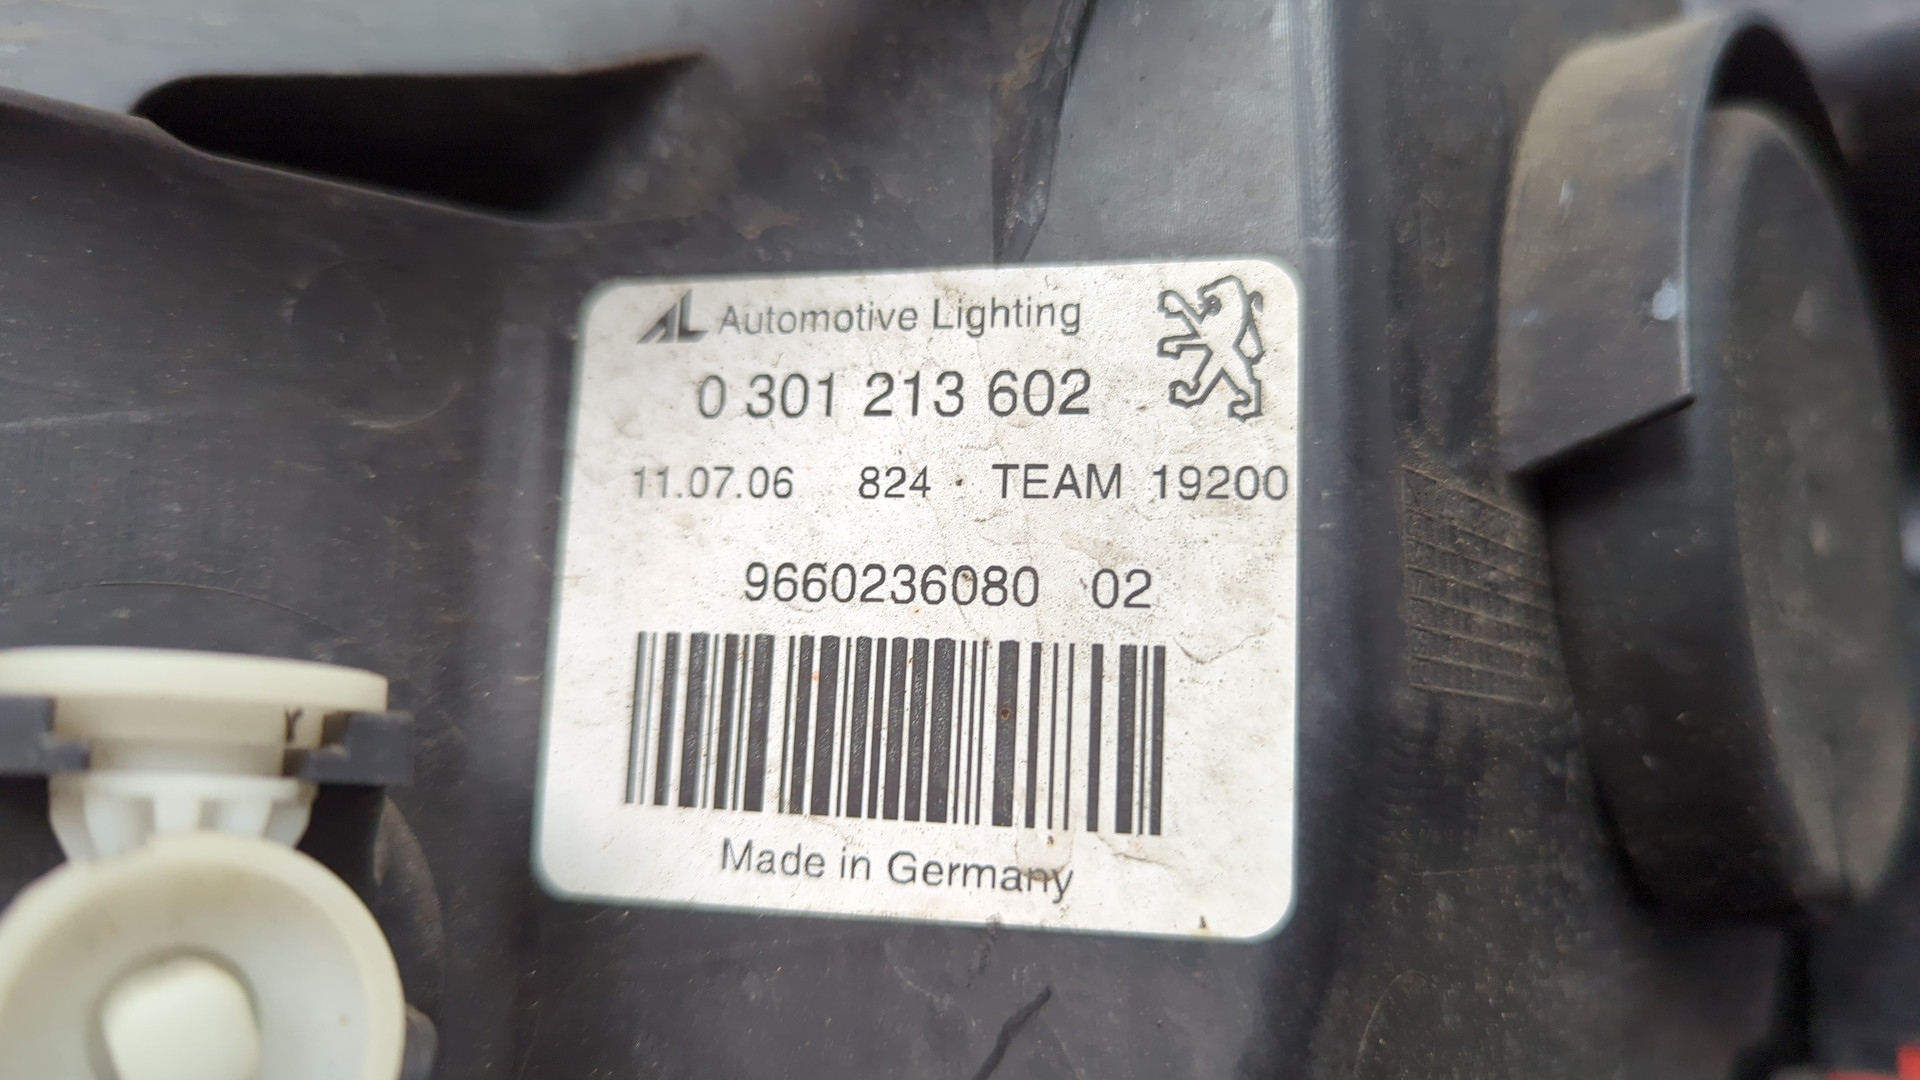 AL Automotive Lighting
0 301 213 602
11.07.06 824 TEAM 19200
9660236080 02
Made in Germany